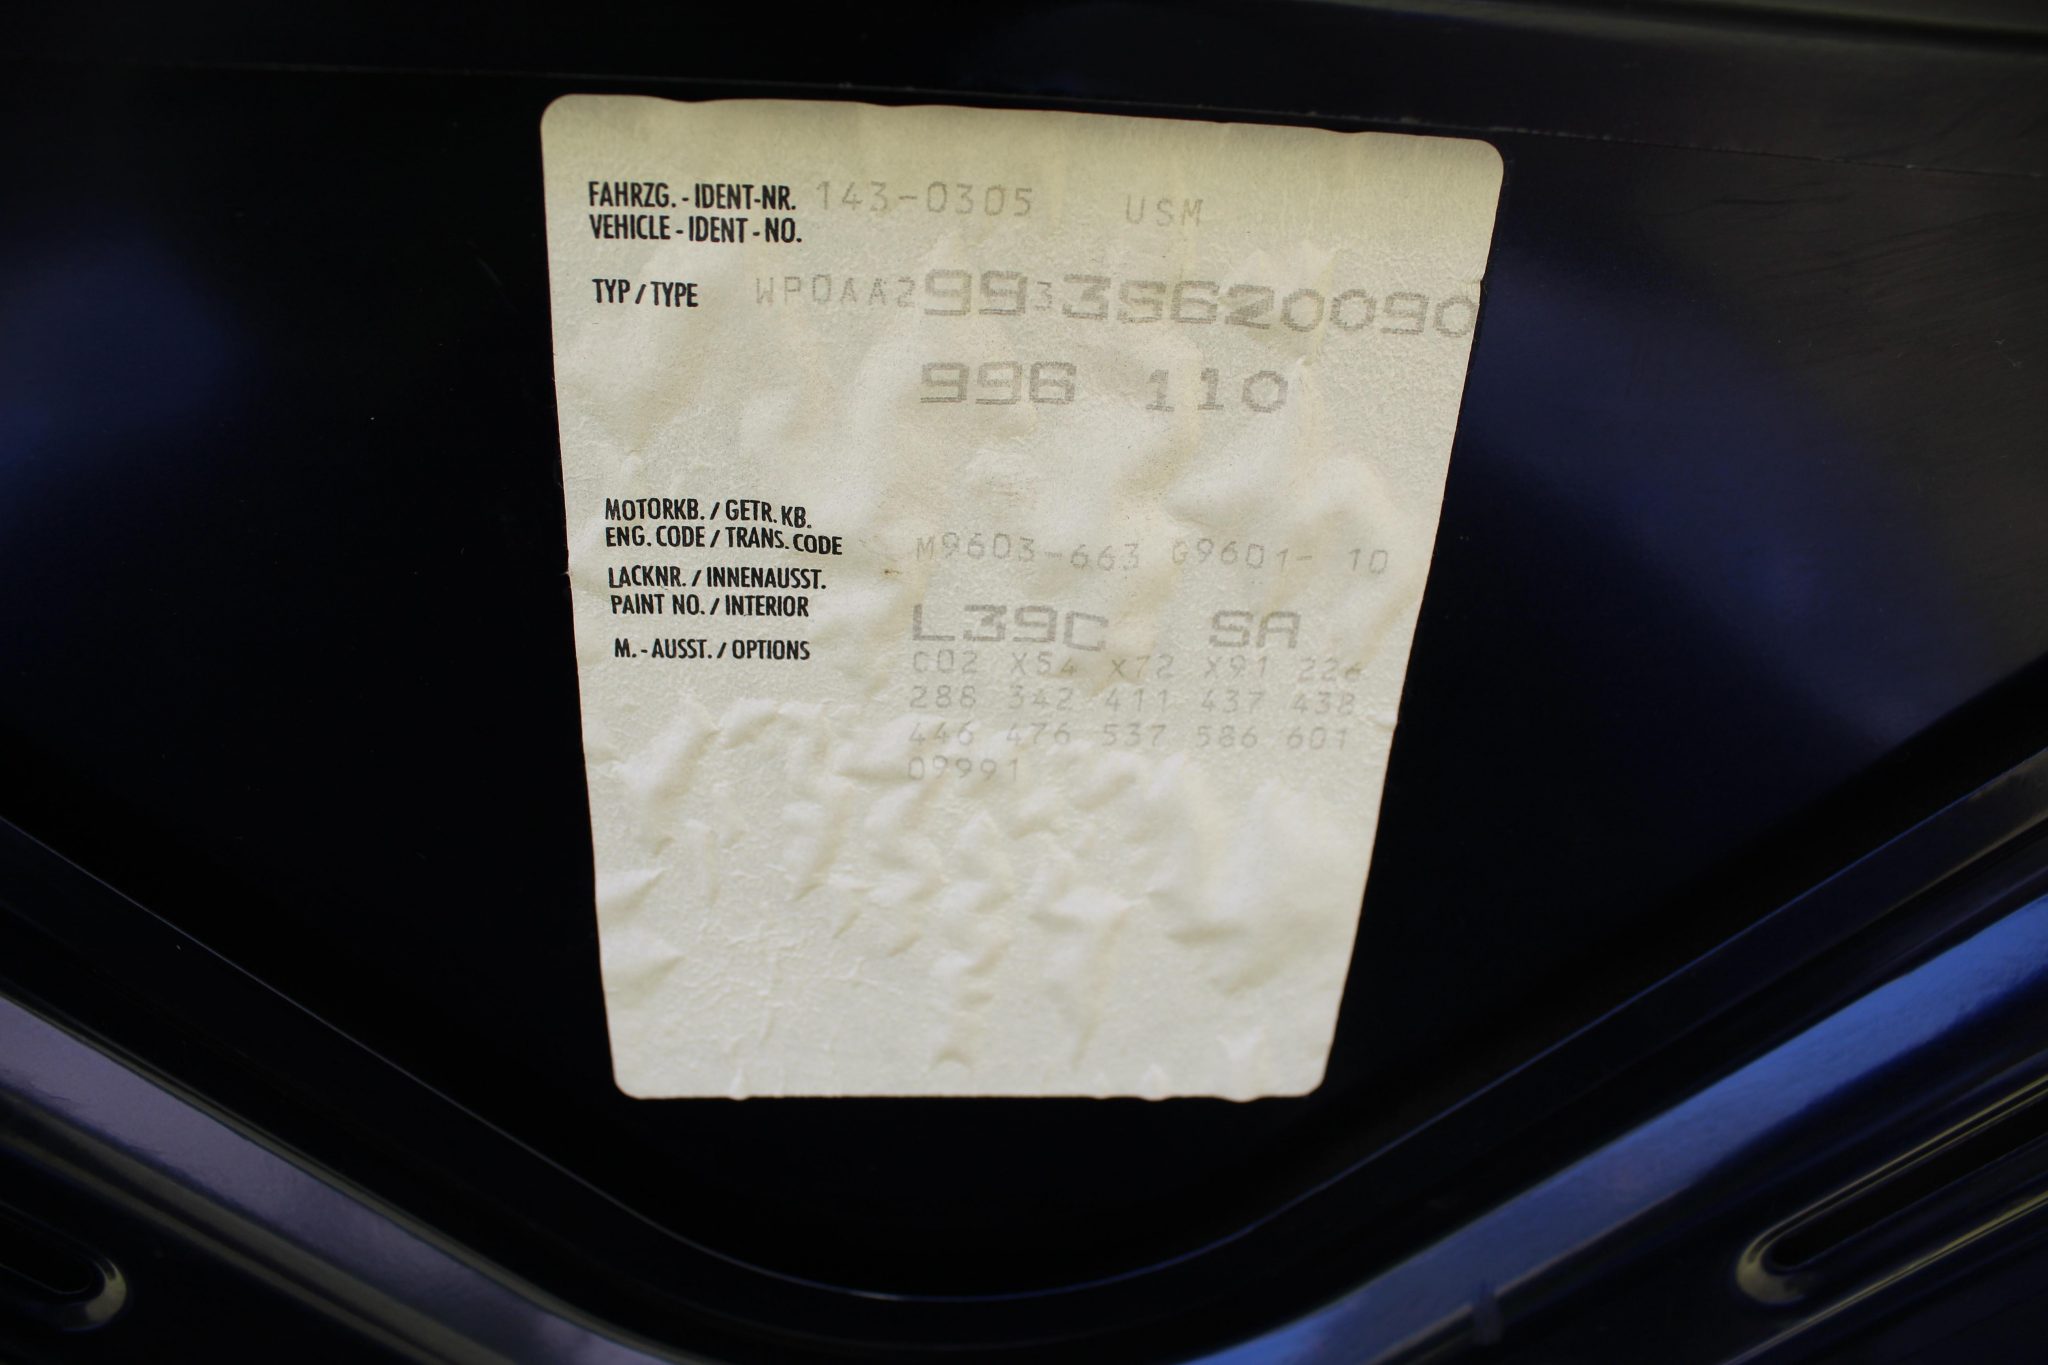 FAHRZG. - IDENT-NR. 143-0305 USM
VEHICLE - IDENT - NO.
TYP / TYPE WP0AA299 3S620090
996 110
MOTORKB. / GETR. KB.
ENG. CODE / TRANS. CODE M9603-663 G9601- 10
LACKNR. / INNENAUSST.
PAINT NO. / INTERIOR L39C SA
M. - AUSST. / OPTIONS C02 X54 X72 X91
288 342 411 437 438
446 476 537 586 601
09991